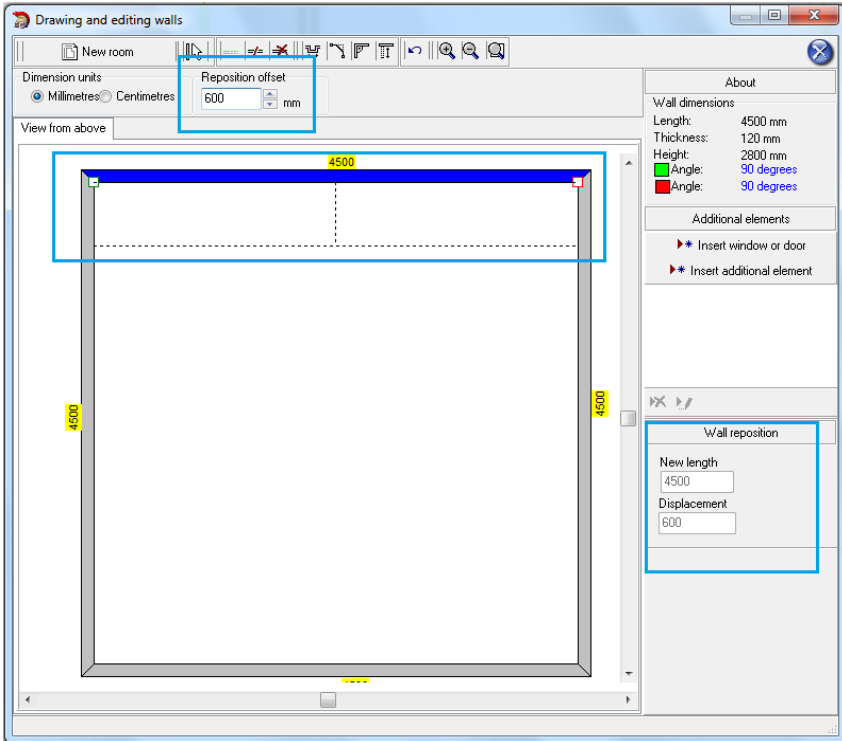 Drawing and editing walls
New room
Dimension units
Millimetres
Centimetres
Reposition offset
600
mm
View from above
4500
4500
4500
About
Wall dimensions
Length: 4500 mm
Thickness: 120 mm
Height: 2800 mm
Angle: 90 degrees
Angle: 90 degrees
Additional elements
Insert window or door
Insert additional element
Wall reposition
New length
4500
Displacement
600